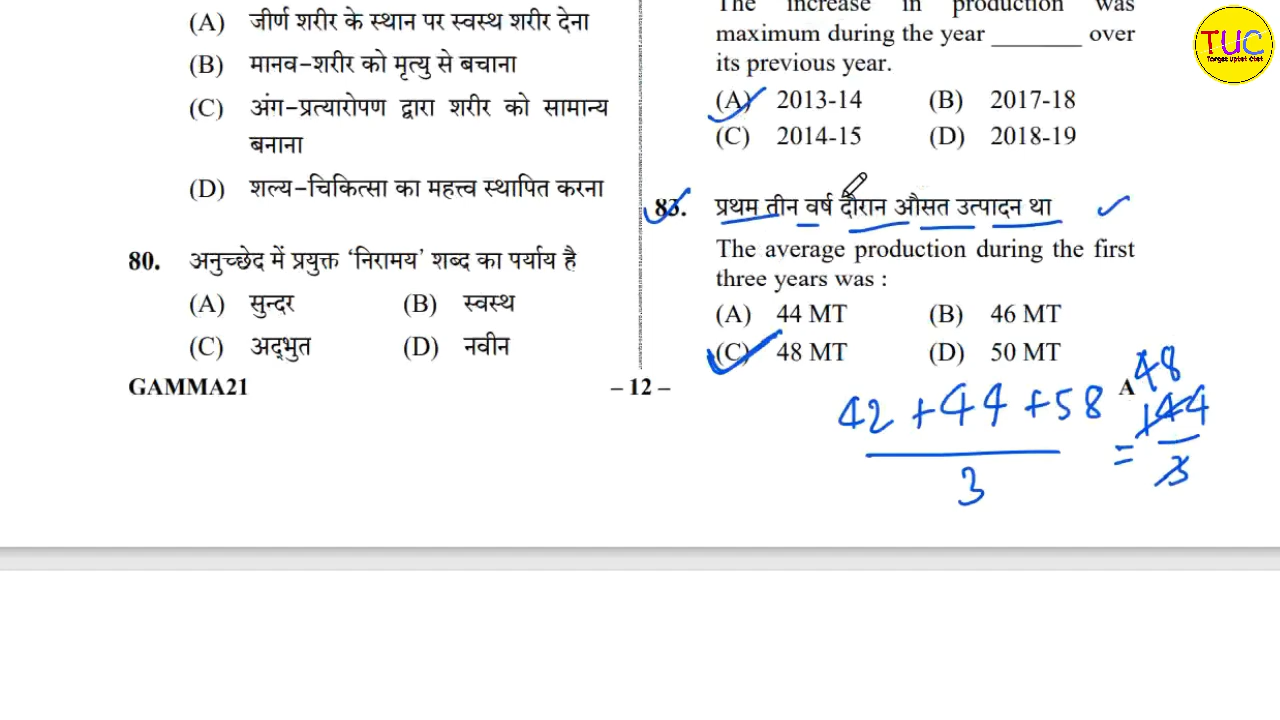 (A) जीर्ण शरीर के स्थान पर स्वस्थ शरीर देना
(B) मानव-शरीर को मृत्यु से बचाना
(C) अंग-प्रत्यारोपण द्वारा शरीर को सामान्य
बनाना
(D) शल्य-चिकित्सा का महत्त्व स्थापित करना
80. अनुच्छेद में प्रयुक्त ‘निरामय’ शब्द का पर्याय है
(A) सुन्दर (B) स्वस्थ
(C) अद्भुत (D) नवीन
GAMMA21
– 12 –
The increase in production was
maximum during the year _______ over
its previous year.
(A) 2013-14 (B) 2017-18
(C) 2014-15 (D) 2018-19
83. प्रथम तीन वर्ष दौरान औसत उत्पादन था
The average production during the first
three years was :
(A) 44 MT (B) 46 MT
(C) 48 MT (D) 50 MT
A
42 + 44 + 58
3
= 144
3
48
TUC
Target Uptet Ctet